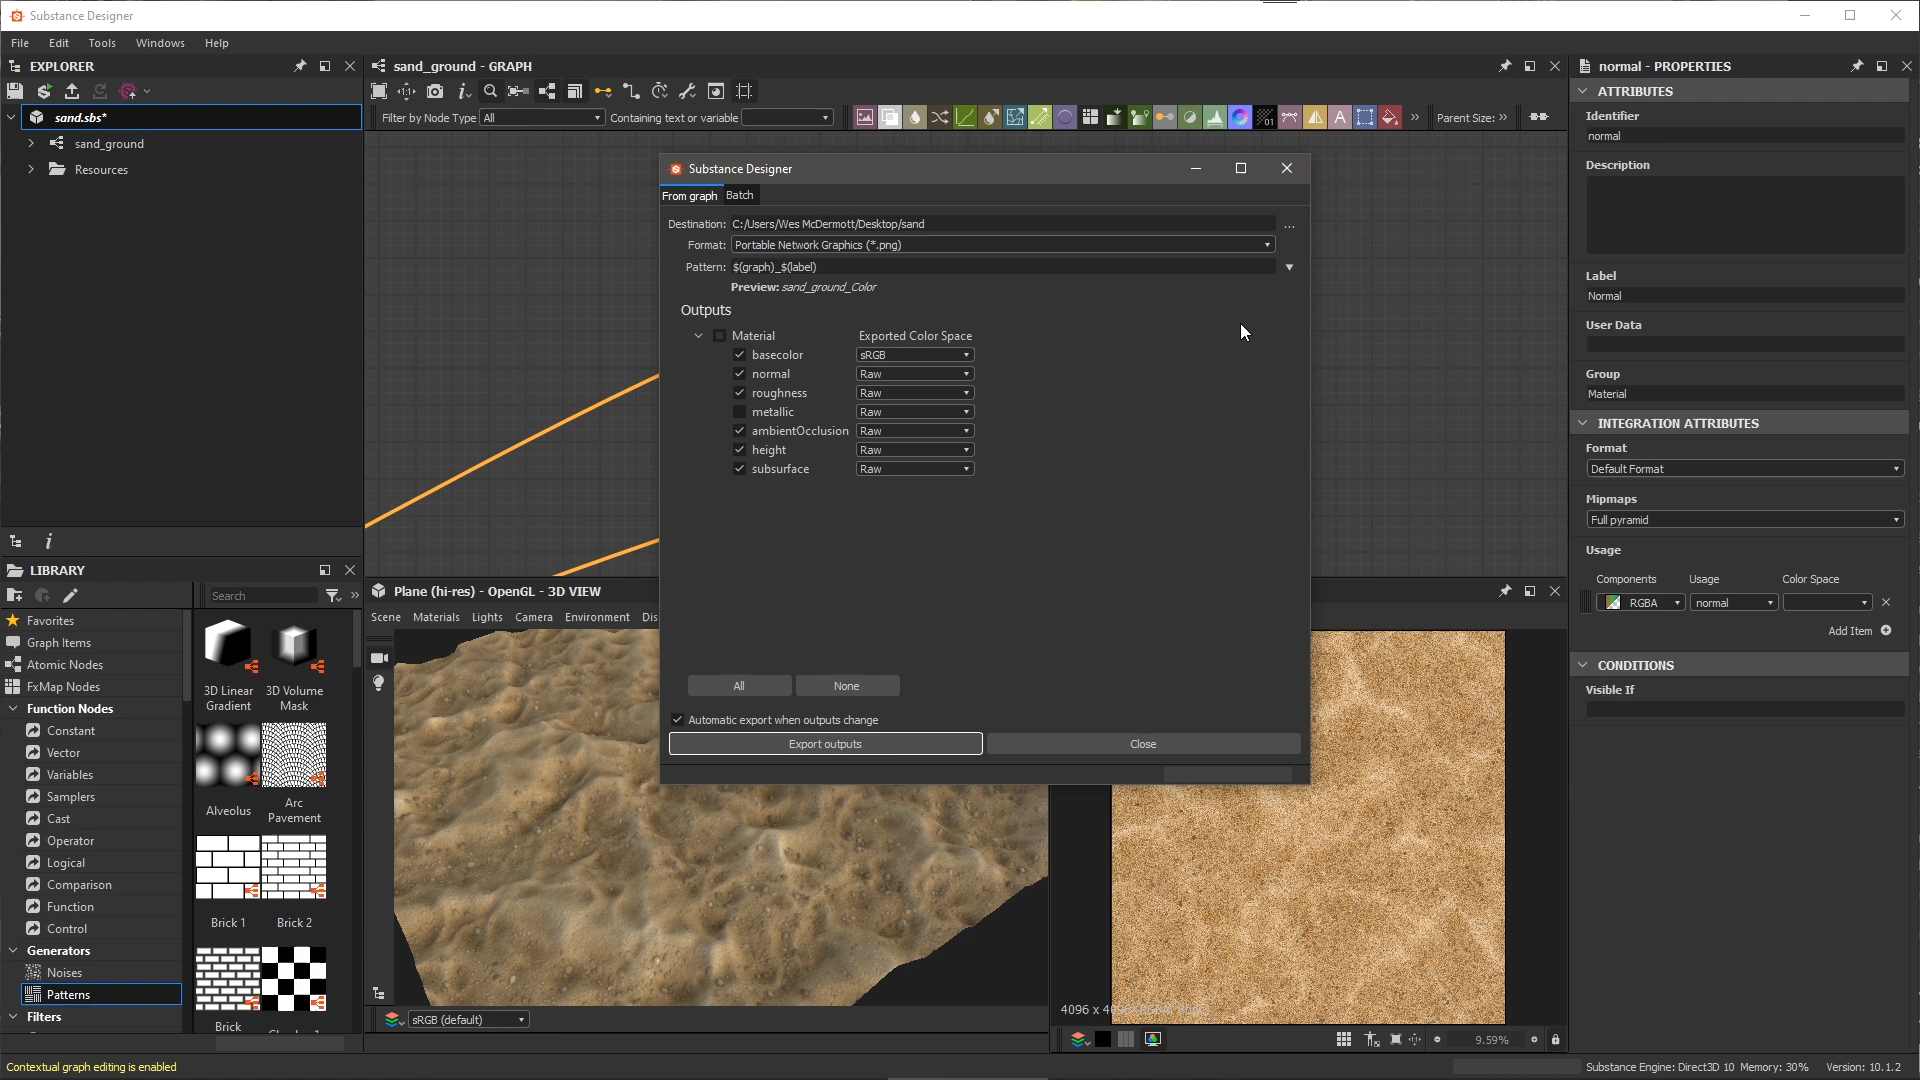 Substance Designer
File Edit Tools Windows Help
EXPLORER
sand.sbs*
sand_ground
Resources
sand_ground - GRAPH
Filter by Node Type All Containing text or variable
Parent Size: »
Substance Designer
From graph Batch
Destination: C:/Users/Wes McDermott/Desktop/sand ...
Format: Portable Network Graphics (*.png)
Pattern: $(graph)_$(label)
Preview: sand_ground_Color
Outputs
Material Exported Color Space
basecolor sRGB
normal Raw
roughness Raw
metallic Raw
ambientOcclusion Raw
height Raw
subsurface Raw
All None
Automatic export when outputs change
Export outputs Close
LIBRARY
Search
Favorites
Graph Items
Atomic Nodes
FxMap Nodes
Function Nodes
Constant
Vector
Variables
Samplers
Cast
Operator
Logical
Comparison
Function
Control
Generators
Noises
Patterns
Filters
3D Linear Gradient
3D Volume Mask
Alveolus
Arc Pavement
Brick 1
Brick 2
Brick
Plane (hi-res) - OpenGL - 3D VIEW
Scene Materials Lights Camera Environment Dis
sRGB (default)
4096 x
9.59%
normal - PROPERTIES
ATTRIBUTES
Identifier
normal
Description
Label
Normal
User Data
Group
Material
INTEGRATION ATTRIBUTES
Format
Default Format
Mipmaps
Full pyramid
Usage
Components Usage Color Space
RGBA normal
Add Item
CONDITIONS
Visible If
Contextual graph editing is enabled
Substance Engine: Direct3D 10 Memory: 30% Version: 10.1.2